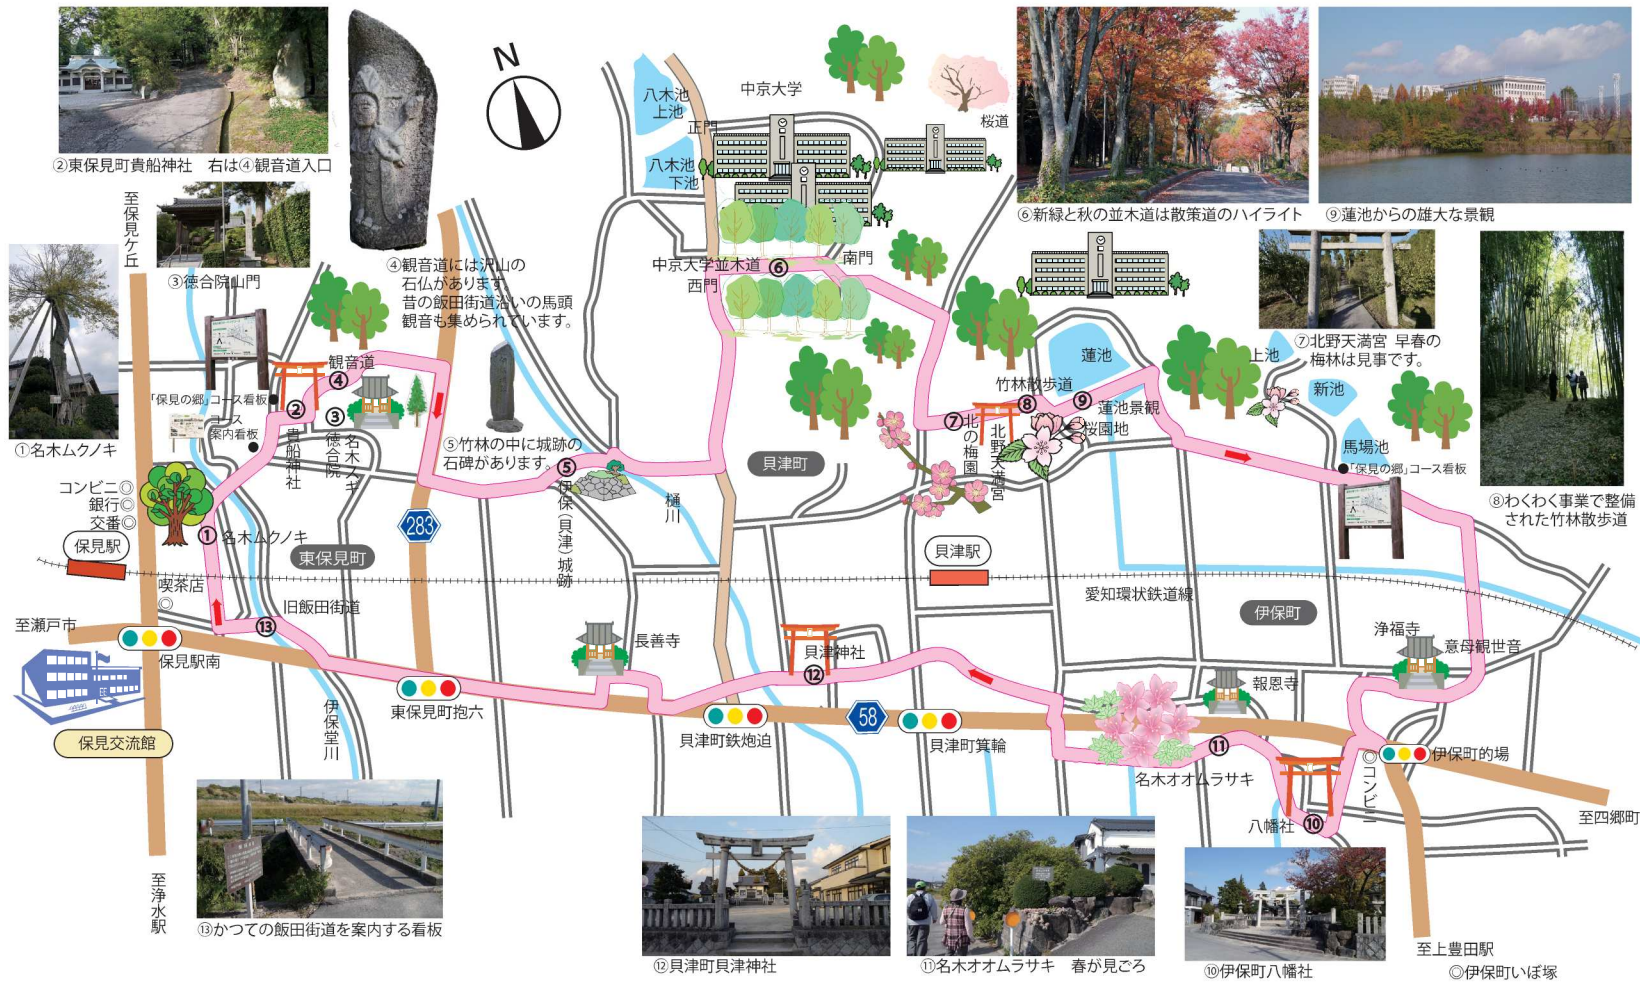 ②東保見町貴船神社　右は④観音道入口
至保見ケ丘
③徳合院山門
①名木ムクノキ
④観音道には沢山の
石仏があります。
昔の飯田街道沿いの馬頭
観音も集められています。
N
八木池
上池
正門
八木池
下池
中京大学
桜道
⑥新緑と秋の並木道は散策道のハイライト
⑨蓮池からの雄大な景観
中京大学並木道
⑥
南門
西門
⑦北野天満宮 早春の
梅林は見事です。
上池
新池
馬場池
「保見の郷」コース看板
⑧わくわく事業で整備
された竹林散歩道
観音道
④
「保見の郷」コース看板
②
③
コース
案内看板
貴船神社
徳合院
名木スギ
⑤竹林の中に城跡の
石碑があります。
⑤
伊保(貝津)城跡
樋川
貝津町
蓮池
竹林散歩道
⑧
⑨
蓮池景観
桜園地
⑦
北の梅園
北野天満宮
コンビニ◎
銀行◎
交番◎
保見駅
①
名木ムクノキ
283
東保見町
貝津駅
愛知環状鉄道線
伊保町
喫茶店
◎
旧飯田街道
⑬
至瀬戸市
保見駅南
保見交流館
長善寺
貝津神社
⑫
浄福寺
意母観世音
報恩寺
東保見町抱六
伊保堂川
貝津町鉄炮迫
58
貝津町箕輪
名木オオムラサキ
⑪
伊保町的場
◎コンビニ
八幡社
⑩
至四郷町
至浄水駅
⑬かつての飯田街道を案内する看板
⑫貝津町貝津神社
⑪名木オオムラサキ　春が見ごろ
⑩伊保町八幡社
至上豊田駅
◎伊保町いぼ塚